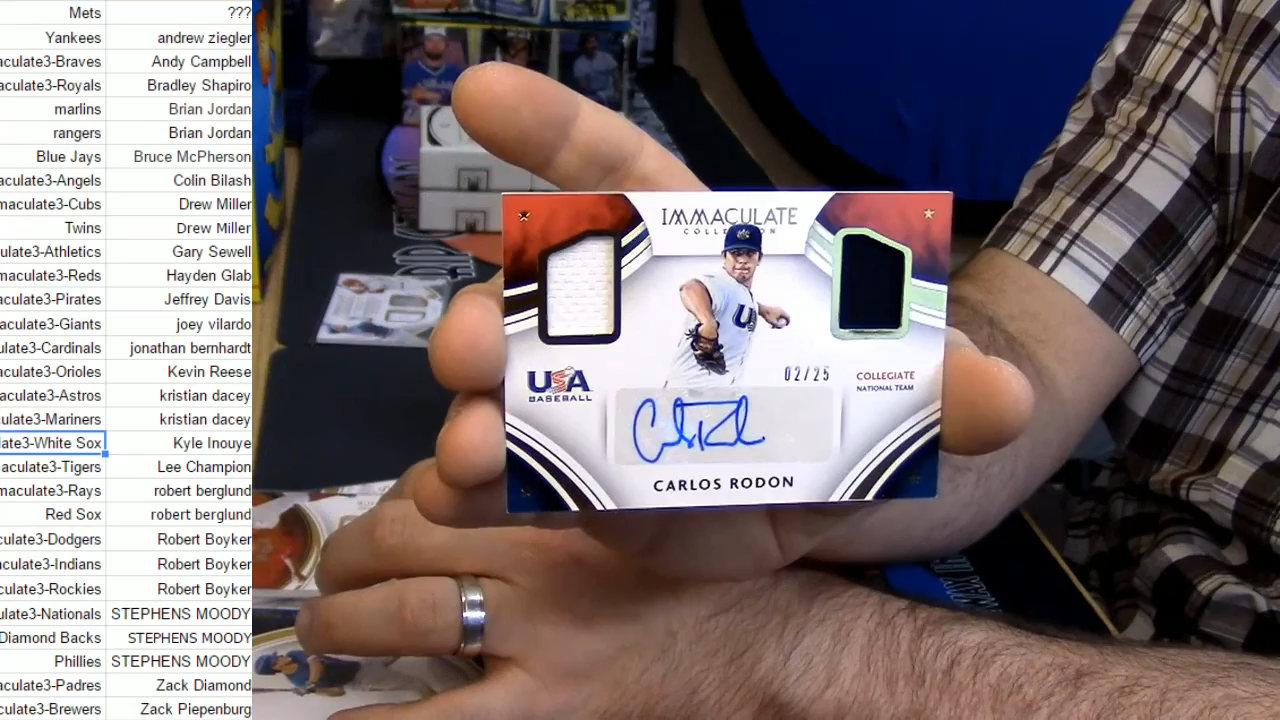 Mets ???
Yankees andrew ziegler
aculate3-Braves Andy Campbell
aculate3-Royals Bradley Shapiro
marlins Brian Jordan
rangers Brian Jordan
Blue Jays Bruce McPherson
aculate3-Angels Colin Bilash
maculate3-Cubs Drew Miller
Twins Drew Miller
ulate3-Athletics Gary Sewell
maculate3-Reds Hayden Glab
aculate3-Pirates Jeffrey Davis
aculate3-Giants joey vilardo
ulate3-Cardinals jonathan bernhardt
culate3-Orioles Kevin Reese
aculate3-Astros kristian dacey
culate3-Mariners kristian dacey
late3-White Sox Kyle Inouye
aculate3-Tigers Lee Champion
maculate3-Rays robert berglund
Red Sox robert berglund
culate3-Dodgers Robert Boyker
culate3-Indians Robert Boyker
culate3-Rockies Robert Boyker
ulate3-Nationals STEPHENS MOODY
Diamond Backs STEPHENS MOODY
Phillies STEPHENS MOODY
aculate3-Padres Zack Diamond
culate3-Brewers Zack Piepenburg
IMMACULATE
COLLECTION
USA
BASEBALL
02/25
COLLEGIATE
NATIONAL TEAM
CARLOS RODON